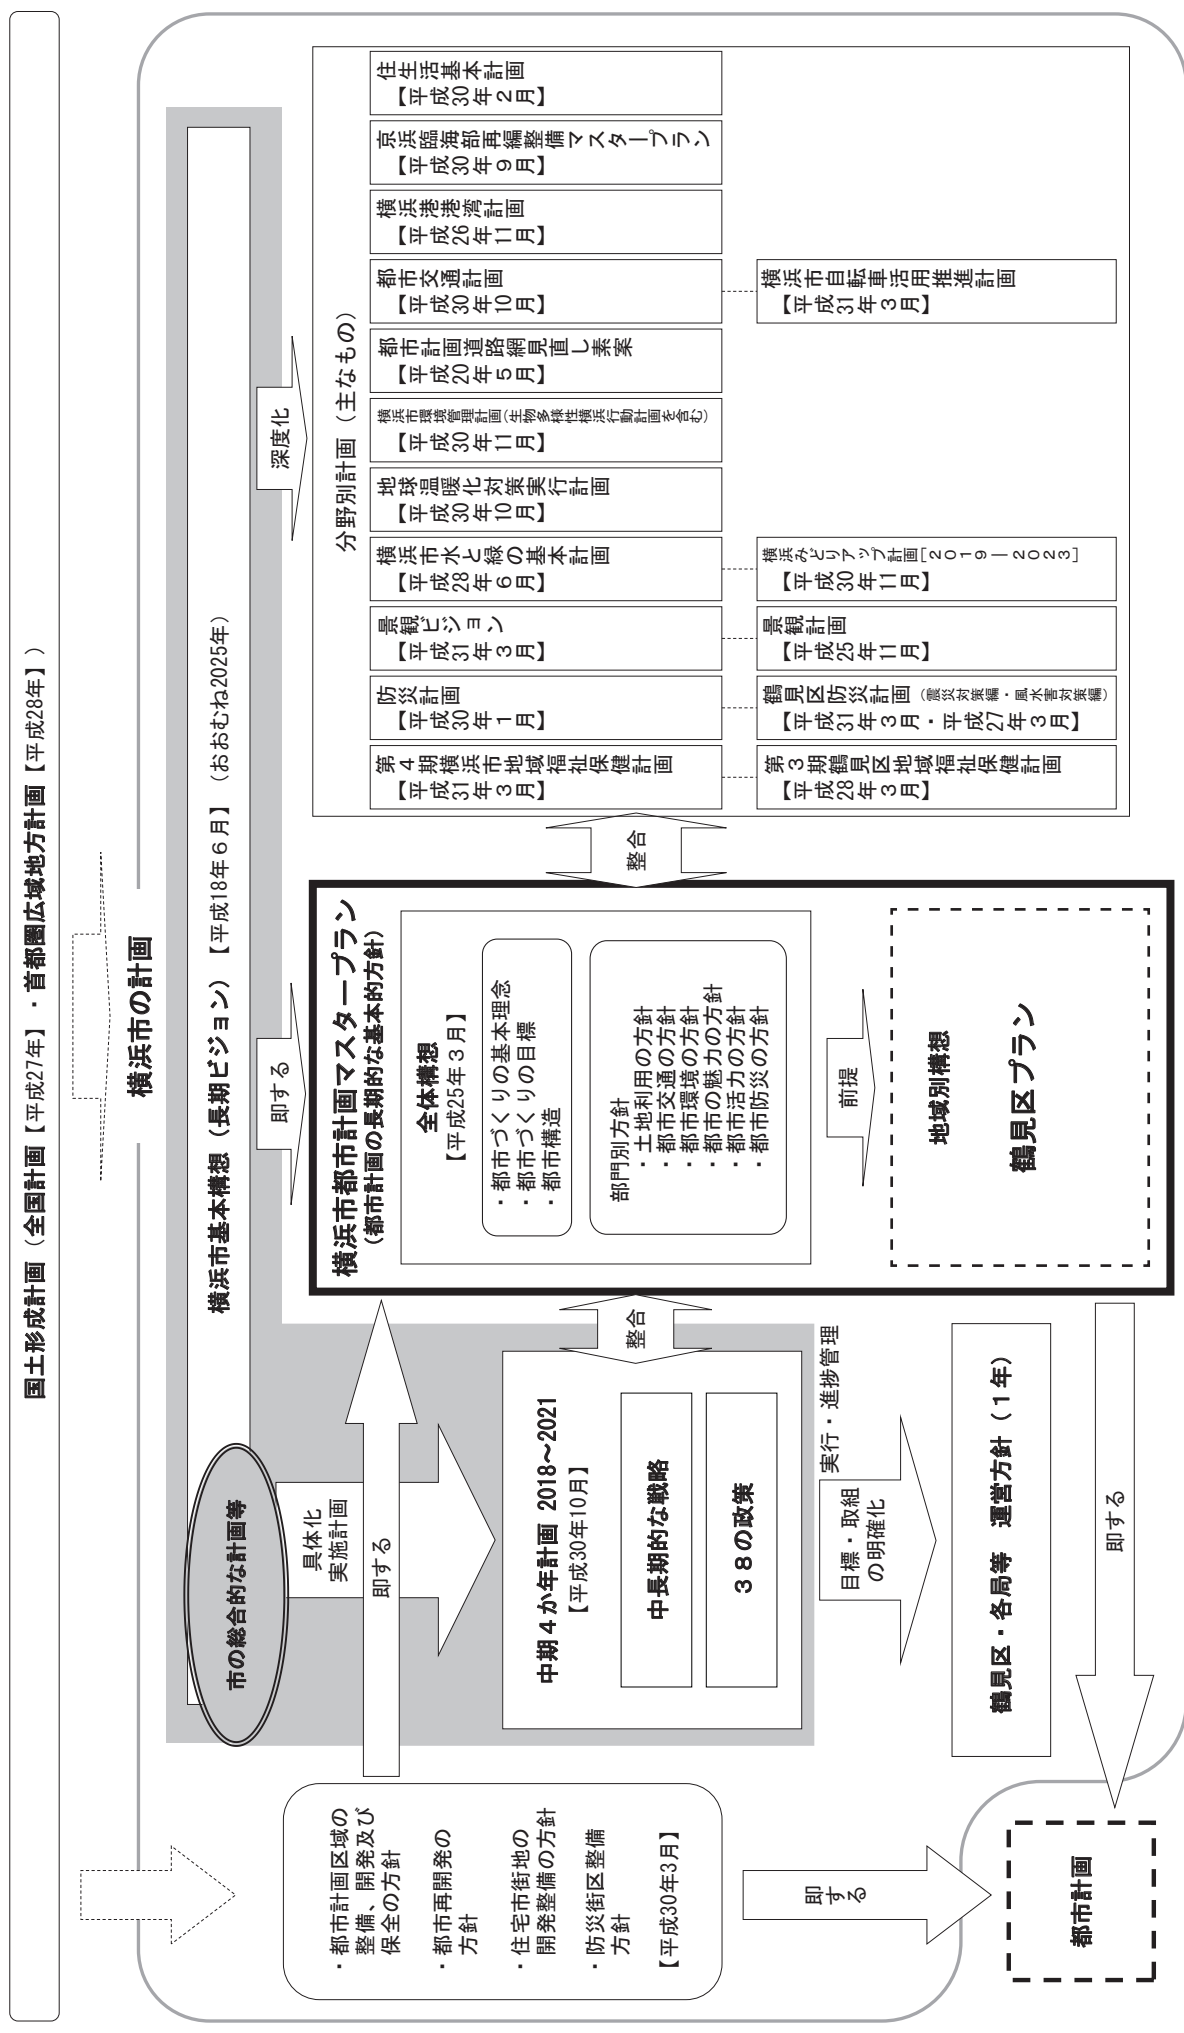 国土形成計画（全国計画【平成27年】・首都圏広域地方計画【平成28年】）
横浜市の計画
横浜市基本構想（長期ビジョン）【平成18年６月】（おおむね2025年）
市の総合的な計画等
・都市計画区域の
整備、開発及び
保全の方針
・都市再開発の
方針
・住宅市街地の
開発整備の方針
・防災街区整備
方針
【平成30年3月】
即する
都市計画
具体化
実施計画
即する
中期４か年計画 2018～2021
【平成30年10月】
中長期的な戦略
３８の政策
整合
実行・進捗管理
目標・取組
の明確化
鶴見区・各局等　運営方針（１年）
即する
即する
横浜市都市計画マスタープラン
（都市計画の長期的な基本的方針）
全体構想
【平成25年３月】
・都市づくりの基本理念
・都市づくりの目標
・都市構造
部門別方針
・土地利用の方針
・都市交通の方針
・都市環境の方針
・都市の魅力の方針
・都市活力の方針
・都市防災の方針
前提
地域別構想
鶴見区プラン
整合
深度化
分野別計画（主なもの）
第４期横浜市地域福祉保健計画
【平成31年３月】
第３期鶴見区地域福祉保健計画
【平成28年３月】
防災計画
【平成30年１月】
鶴見区防災計画（震災対策編・風水害対策編）
【平成31年３月・平成27年３月】
景観ビジョン
【平成31年３月】
景観計画
【平成25年11月】
横浜市水と緑の基本計画
【平成28年６月】
横浜みどりアップ計画［２０１９―２０２３］
【平成30年11月】
地球温暖化対策実行計画
【平成30年10月】
横浜市環境管理計画（生物多様性横浜行動計画を含む）
【平成30年11月】
都市計画道路網見直し素案
【平成20年５月】
都市交通計画
【平成30年10月】
横浜市自転車活用推進計画
【平成31年３月】
横浜港港湾計画
【平成26年11月】
京浜臨海部再編整備マスタープラン
【平成30年９月】
住生活基本計画
【平成30年２月】